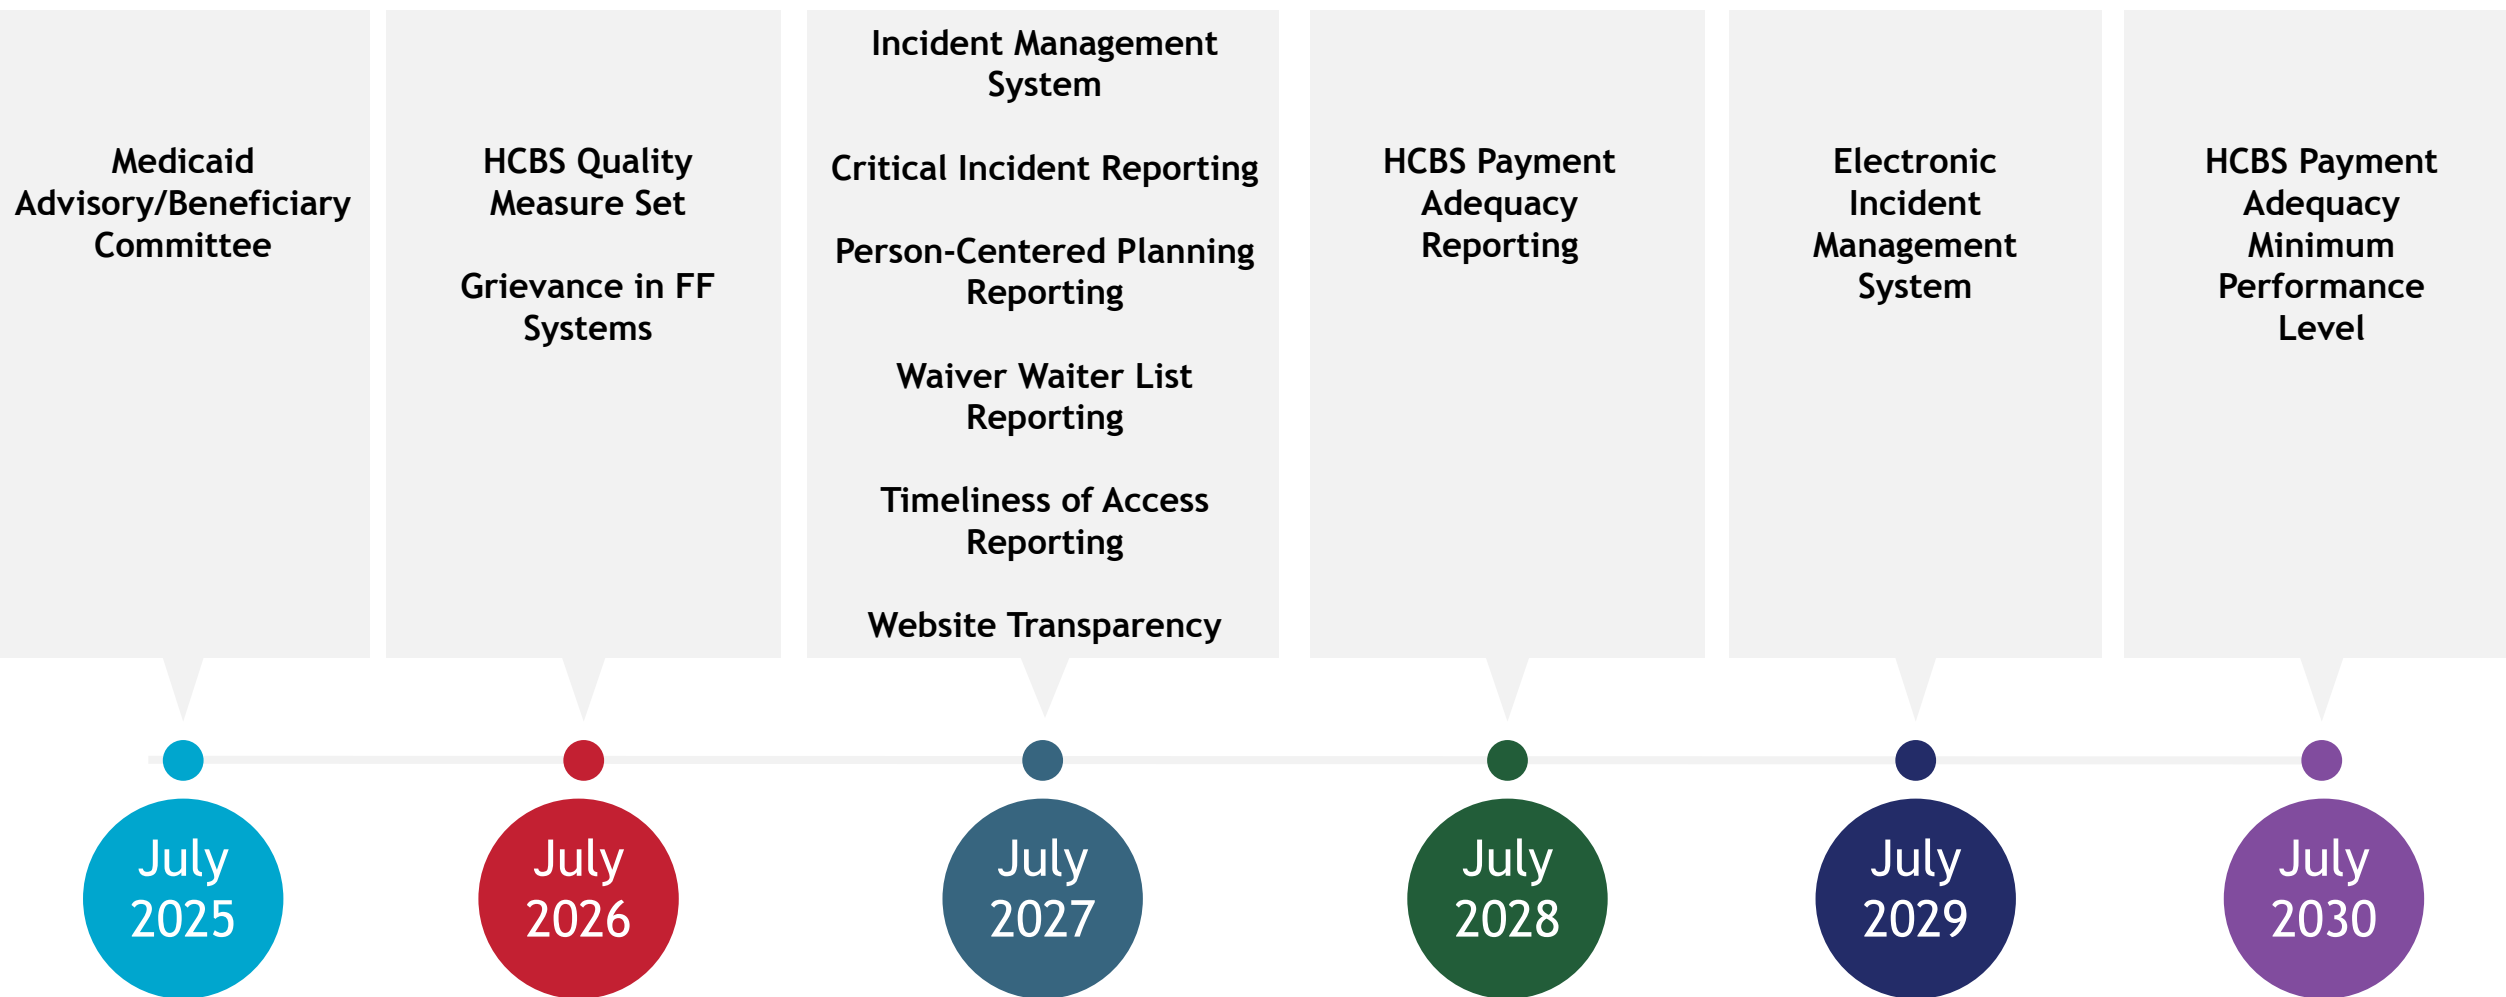 Medicaid
Advisory/Beneficiary
Committee
HCBS Quality
Measure Set
Grievance in FF
Systems
Incident Management
System
Critical Incident Reporting
Person-Centered Planning
Reporting
Waiver Waiter List
Reporting
Timeliness of Access
Reporting
Website Transparency
HCBS Payment
Adequacy
Reporting
Electronic
Incident
Management
System
HCBS Payment
Adequacy
Minimum
Performance
Level
July
2025
July
2026
July
2027
July
2028
July
2029
July
2030